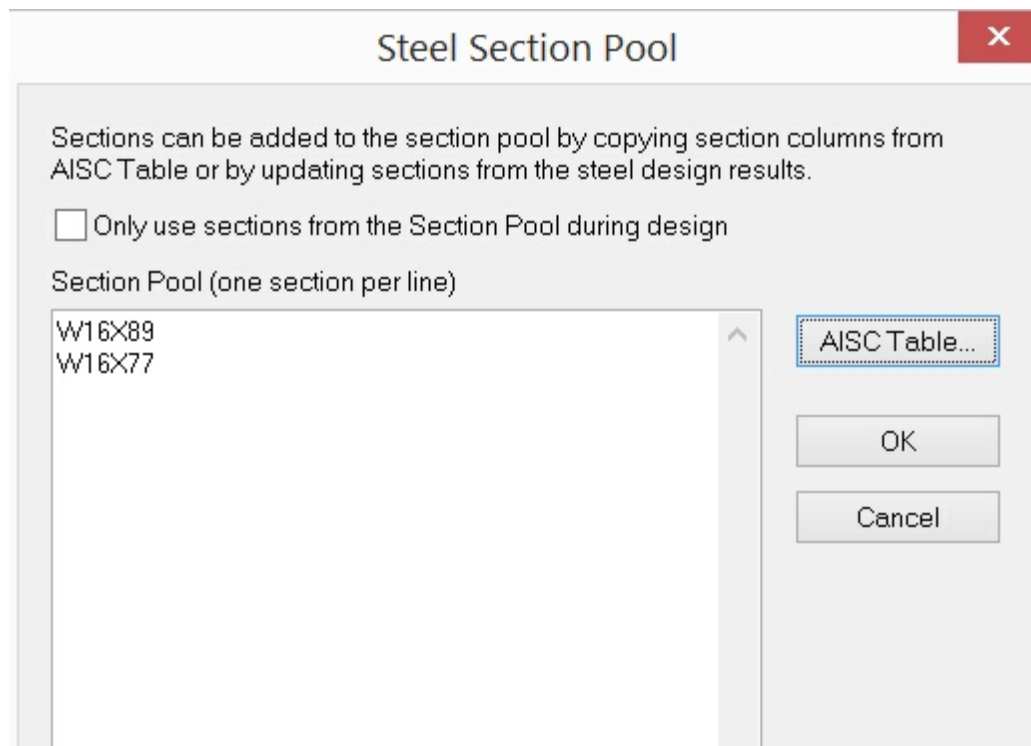 Steel Section Pool
Sections can be added to the section pool by copying section columns from
AISC Table or by updating sections from the steel design results.
Only use sections from the Section Pool during design
Section Pool (one section per line)
W16X89
W16X77
AISC Table...
OK
Cancel